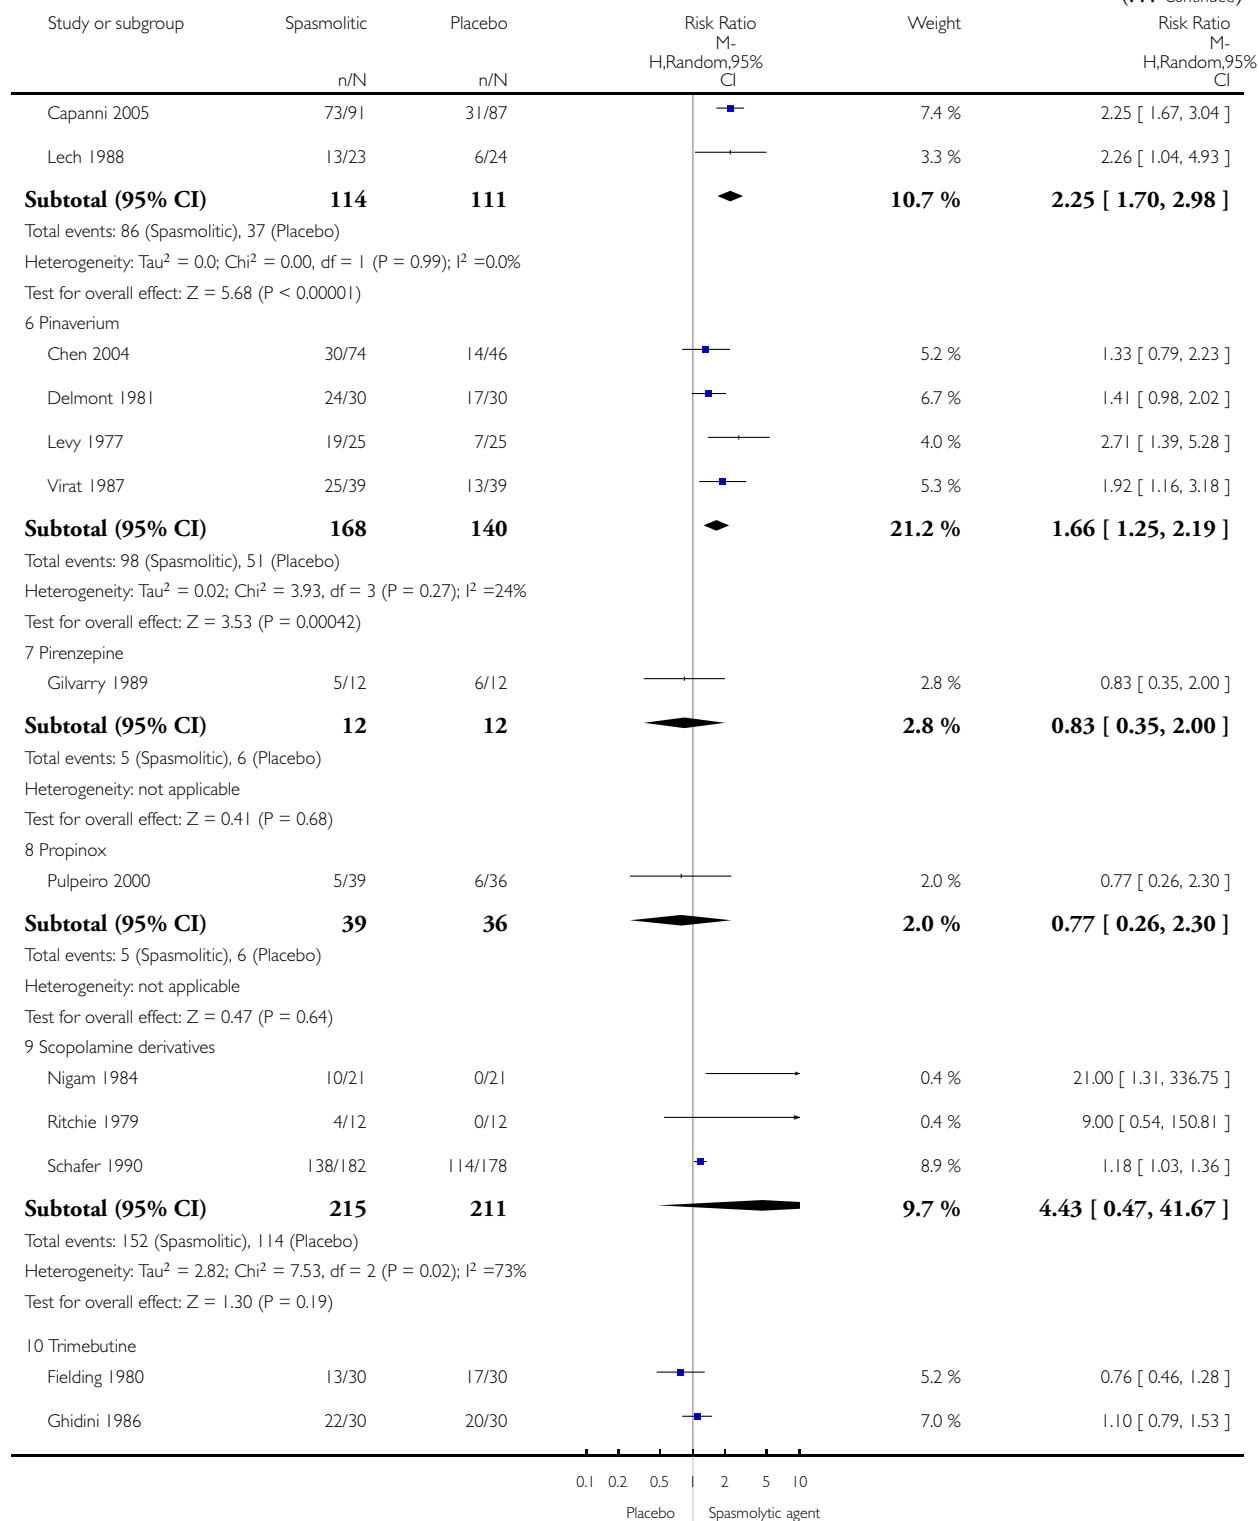 Continued)
Study or subgroup Spasmolitic Placebo Risk Ratio Weight Risk Ratio
M- M-
H,Random,95% H,Random,95%
n/N n/N CI CI
Capanni 2005 73/91 31/87 7.4 % 2.25 [ 1.67, 3.04 ]
Lech 1988 13/23 6/24 3.3 % 2.26 [ 1.04, 4.93 ]
Subtotal (95% CI) 114 111 10.7 % 2.25 [ 1.70, 2.98 ]
Total events: 86 (Spasmolitic), 37 (Placebo)
Heterogeneity: Tau² = 0.0; Chi² = 0.00, df = 1 (P = 0.99); I² =0.0%
Test for overall effect: Z = 5.68 (P < 0.00001)
6 Pinaverium
Chen 2004 30/74 14/46 5.2 % 1.33 [ 0.79, 2.23 ]
Delmont 1981 24/30 17/30 6.7 % 1.41 [ 0.98, 2.02 ]
Levy 1977 19/25 7/25 4.0 % 2.71 [ 1.39, 5.28 ]
Virat 1987 25/39 13/39 5.3 % 1.92 [ 1.16, 3.18 ]
Subtotal (95% CI) 168 140 21.2 % 1.66 [ 1.25, 2.19 ]
Total events: 98 (Spasmolitic), 51 (Placebo)
Heterogeneity: Tau² = 0.02; Chi² = 3.93, df = 3 (P = 0.27); I² =24%
Test for overall effect: Z = 3.53 (P = 0.00042)
7 Pirenzepine
Gilvarry 1989 5/12 6/12 2.8 % 0.83 [ 0.35, 2.00 ]
Subtotal (95% CI) 12 12 2.8 % 0.83 [ 0.35, 2.00 ]
Total events: 5 (Spasmolitic), 6 (Placebo)
Heterogeneity: not applicable
Test for overall effect: Z = 0.41 (P = 0.68)
8 Propinox
Pulpeiro 2000 5/39 6/36 2.0 % 0.77 [ 0.26, 2.30 ]
Subtotal (95% CI) 39 36 2.0 % 0.77 [ 0.26, 2.30 ]
Total events: 5 (Spasmolitic), 6 (Placebo)
Heterogeneity: not applicable
Test for overall effect: Z = 0.47 (P = 0.64)
9 Scopolamine derivatives
Nigam 1984 10/21 0/21 0.4 % 21.00 [ 1.31, 336.75 ]
Ritchie 1979 4/12 0/12 0.4 % 9.00 [ 0.54, 150.81 ]
Schafer 1990 138/182 114/178 8.9 % 1.18 [ 1.03, 1.36 ]
Subtotal (95% CI) 215 211 9.7 % 4.43 [ 0.47, 41.67 ]
Total events: 152 (Spasmolitic), 114 (Placebo)
Heterogeneity: Tau² = 2.82; Chi² = 7.53, df = 2 (P = 0.02); I² =73%
Test for overall effect: Z = 1.30 (P = 0.19)
10 Trimebutine
Fielding 1980 13/30 17/30 5.2 % 0.76 [ 0.46, 1.28 ]
Ghidini 1986 22/30 20/30 7.0 % 1.10 [ 0.79, 1.53 ]
0.1 0.2 0.5 1 2 5 10
Placebo Spasmolytic agent